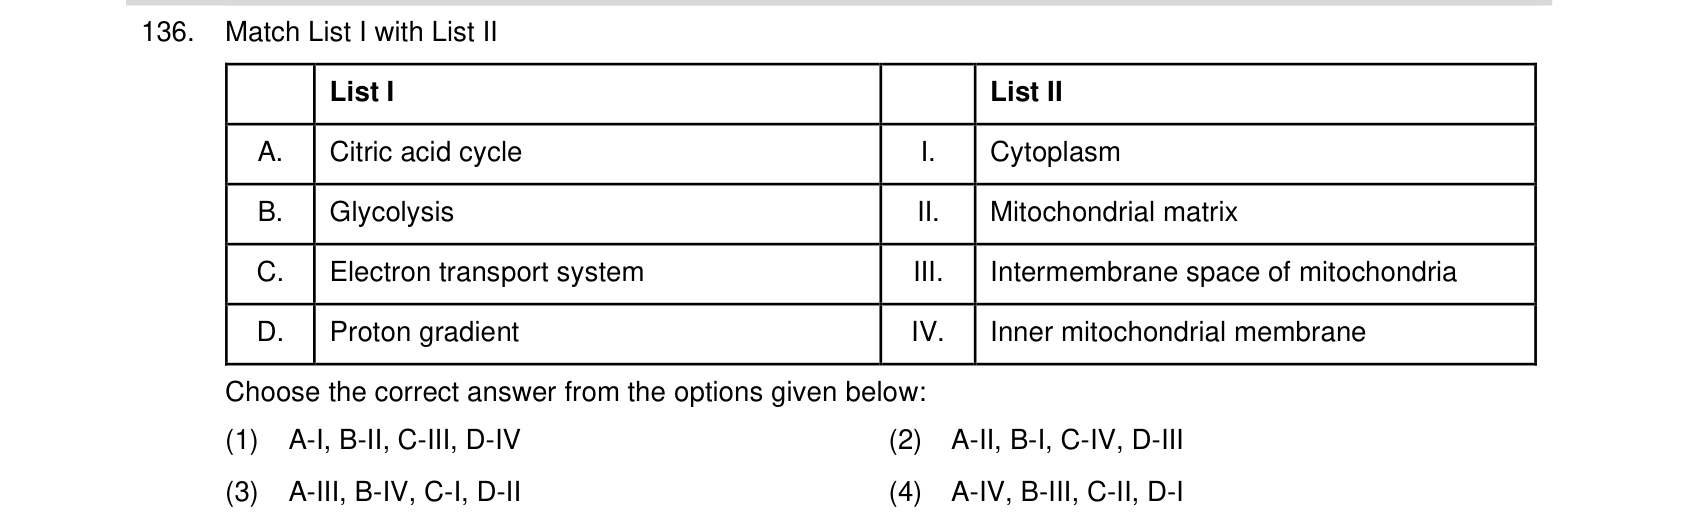 136. Match List I with List II
List I List II
A. Citric acid cycle I. Cytoplasm
B. Glycolysis II. Mitochondrial matrix
C. Electron transport system III. Intermembrane space of mitochondria
D. Proton gradient IV. Inner mitochondrial membrane
Choose the correct answer from the options given below:
(1) A-I, B-II, C-III, D-IV (2) A-II, B-I, C-IV, D-III
(3) A-III, B-IV, C-I, D-II (4) A-IV, B-III, C-II, D-I